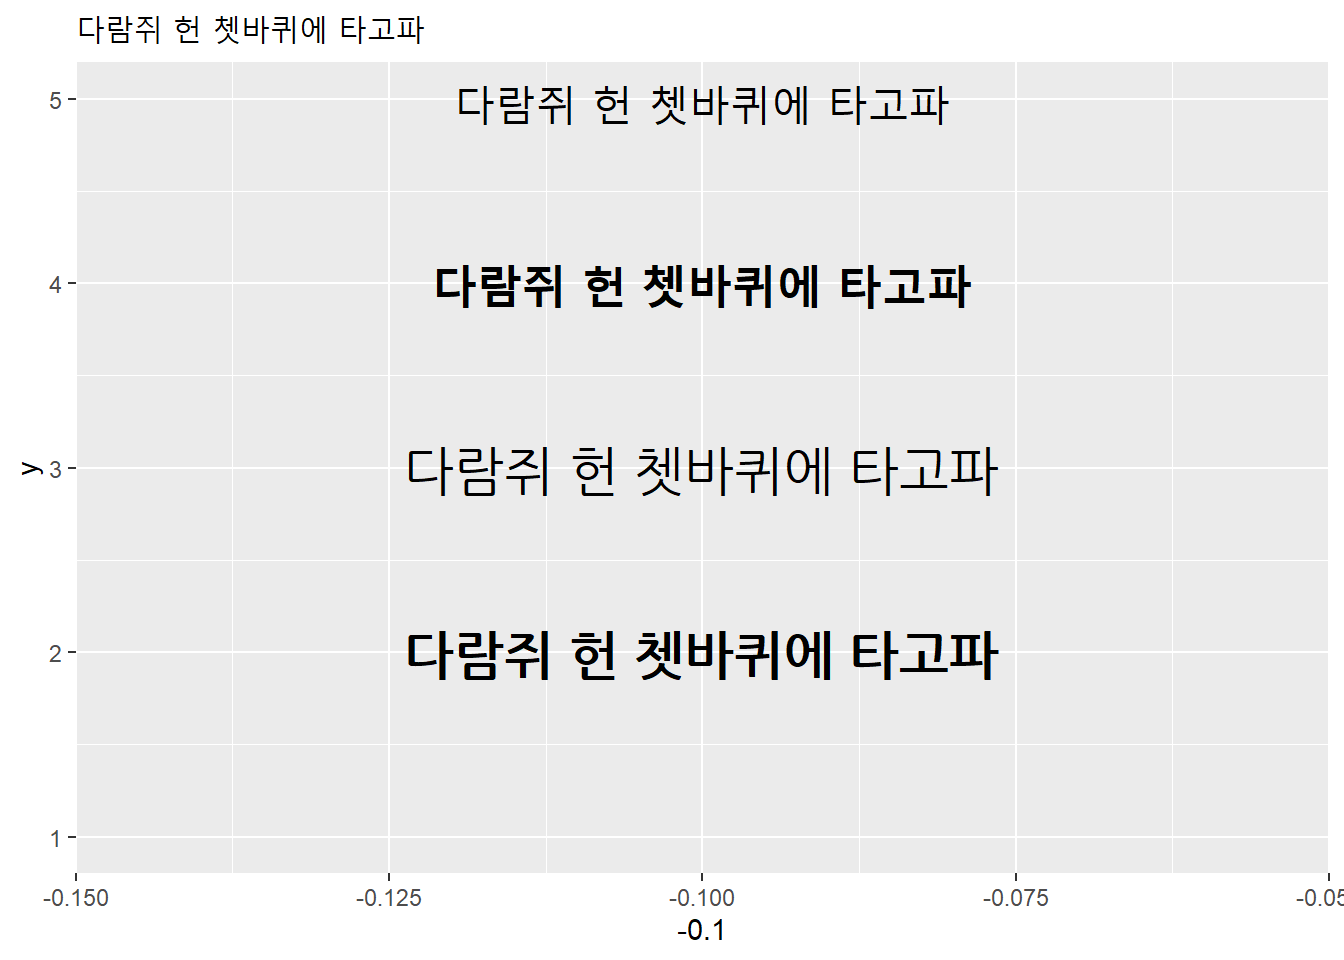 다람쥐 헌 쳇바퀴에 타고파
5
다람쥐 헌 쳇바퀴에 타고파
4
다람쥐 헌 쳇바퀴에 타고파
y
3
다람쥐 헌 쳇바퀴에 타고파
2
다람쥐 헌 쳇바퀴에 타고파
1
-0.150 -0.125 -0.100 -0.075 -0.05
-0.1